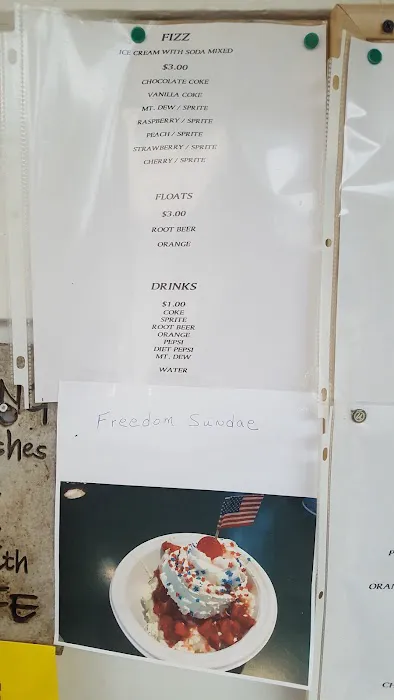 FIZZ
ICE CREAM WITH SODA MIXED
$3.00
CHOCOLATE COKE
VANILLA COKE
MT. DEW / SPRITE
RASPBERRY / SPRITE
PEACH / SPRITE
STRAWBERRY / SPRITE
CHERRY / SPRITE
FLOATS
$3.00
ROOT BEER
ORANGE
DRINKS
$1.00
COKE
SPRITE
ROOT BEER
ORANGE
PEPSI
DIET PEPSI
MT. DEW
WATER
Freedom Sundae